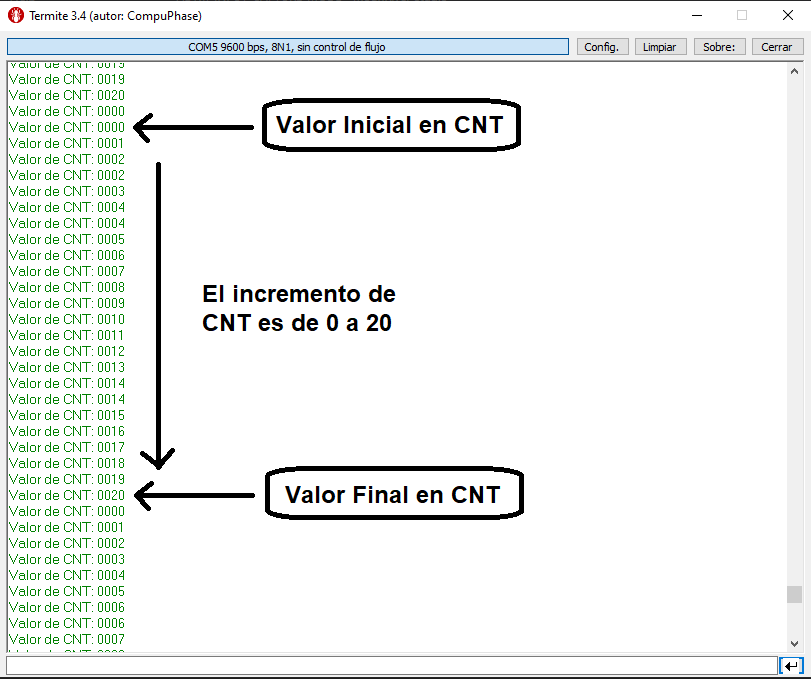 Termite 3.4 (autor: CompuPhase)
COM5 9600 bps, 8N1, sin control de flujo
Config.
Limpiar
Sobre:
Cerrar
Valor de CNT: 0019
Valor de CNT: 0019
Valor de CNT: 0020
Valor de CNT: 0000
Valor de CNT: 0000
Valor Inicial en CNT
Valor de CNT: 0001
Valor de CNT: 0002
Valor de CNT: 0002
Valor de CNT: 0003
Valor de CNT: 0004
Valor de CNT: 0004
Valor de CNT: 0005
Valor de CNT: 0006
Valor de CNT: 0007
Valor de CNT: 0008
El incremento de
Valor de CNT: 0009
Valor de CNT: 0010
CNT es de 0 a 20
Valor de CNT: 0011
Valor de CNT: 0012
Valor de CNT: 0013
Valor de CNT: 0014
Valor de CNT: 0014
Valor de CNT: 0015
Valor de CNT: 0016
Valor de CNT: 0017
Valor de CNT: 0018
Valor de CNT: 0019
Valor de CNT: 0020
Valor Final en CNT
Valor de CNT: 0000
Valor de CNT: 0001
Valor de CNT: 0002
Valor de CNT: 0003
Valor de CNT: 0004
Valor de CNT: 0005
Valor de CNT: 0006
Valor de CNT: 0006
Valor de CNT: 0007